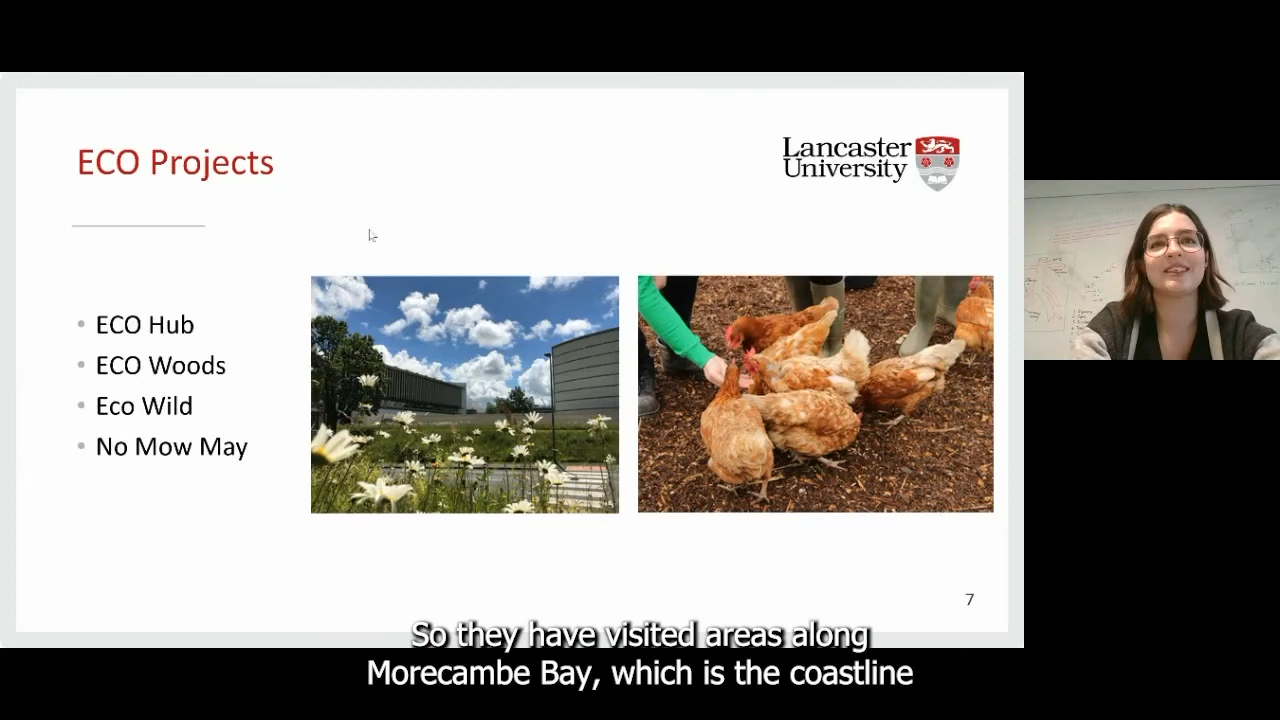 ECO Projects
Lancaster
University
ECO Hub
ECO Woods
Eco Wild
No Mow May
7
So they have visited areas along
Morecambe Bay, which is the coastline